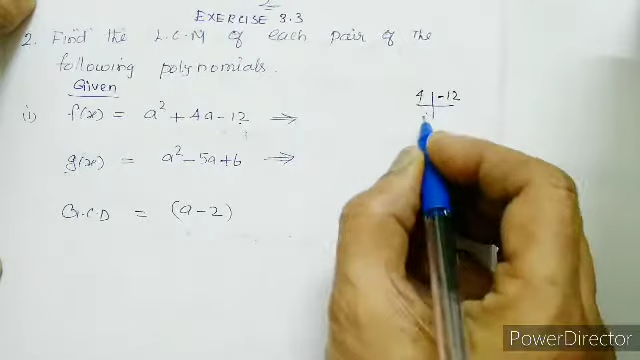 EXERCISE 3.3
2. Find the L.C.M of each pair of the
following polynomials.
Given
ii) f(x) = a² + 4a - 12 ⇒
4 | -12
g(x) = a² - 5a + 6 ⇒
G.C.D = (a - 2)
PowerDirector